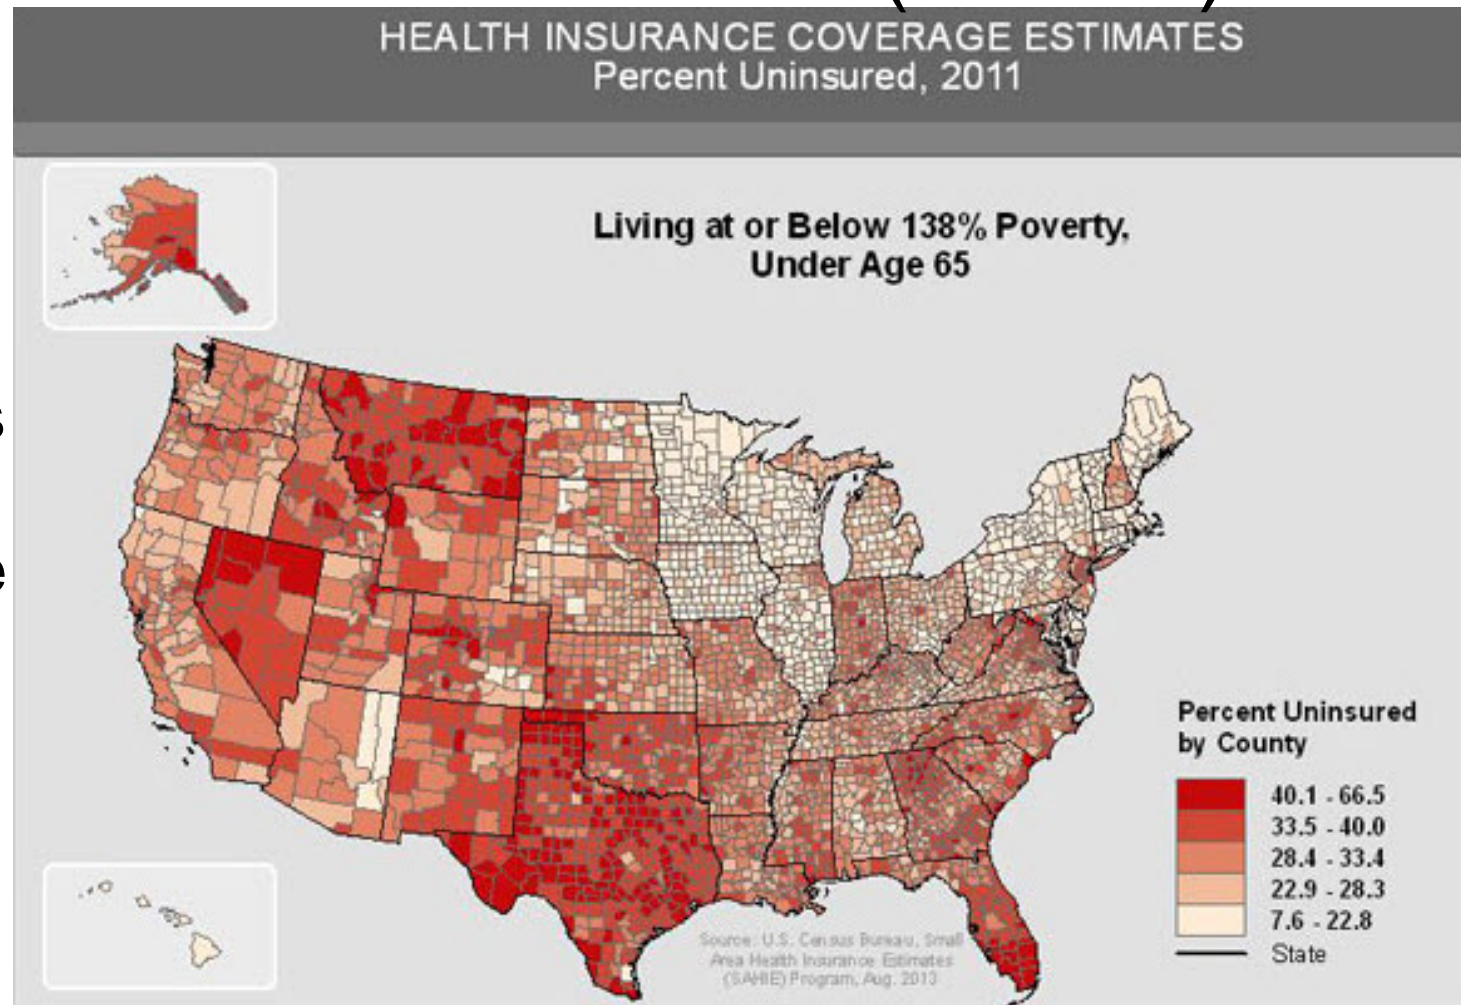 HEALTH INSURANCE COVERAGE ESTIMATES
Percent Uninsured, 2011
Living at or Below 138% Poverty,
Under Age 65
s
e
Percent Uninsured
by County
40.1 - 66.5
33.5 - 40.0
28.4 - 33.4
22.9 - 28.3
7.6 - 22.8
State
Source: U.S. Census Bureau, Small
Area Health Insurance Estimates
(SAHIE) Program, Aug. 2013